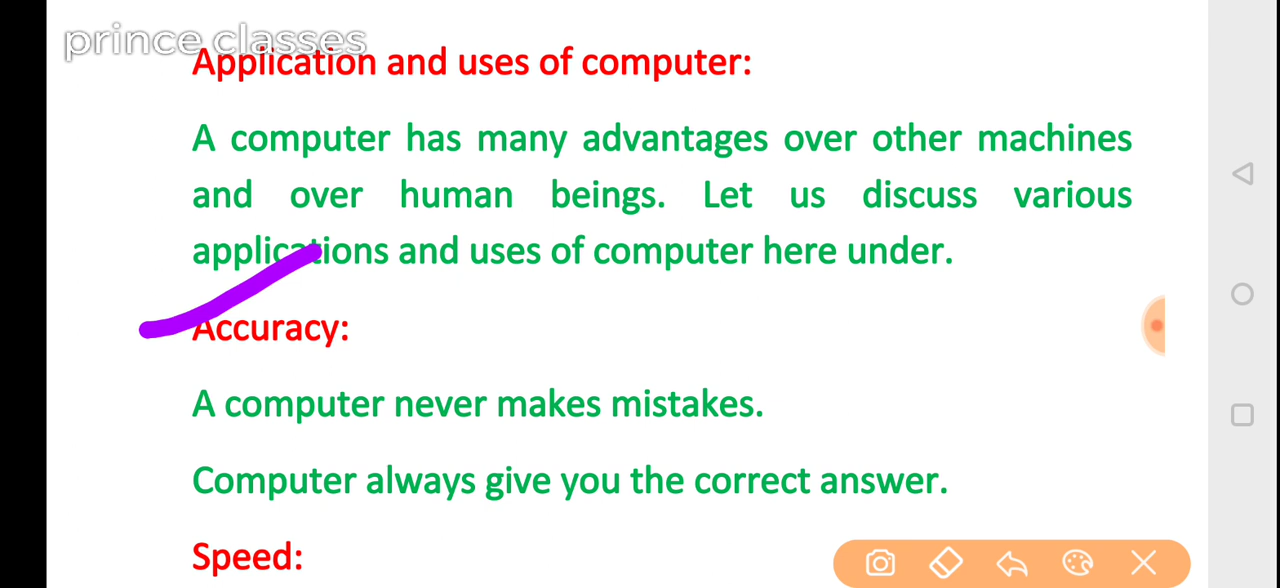 prince classes
Application and uses of computer:
A computer has many advantages over other machines
and over human beings. Let us discuss various
applications and uses of computer here under.
Accuracy:
A computer never makes mistakes.
Computer always give you the correct answer.
Speed: